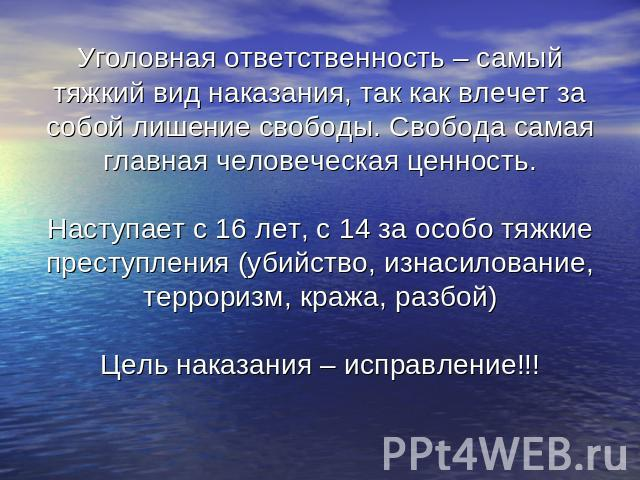 Уголовная ответственность – самый
тяжкий вид наказания, так как влечет за
собой лишение свободы. Свобода самая
главная человеческая ценность.
Наступает с 16 лет, с 14 за особо тяжкие
преступления (убийство, изнасилование,
терроризм, кража, разбой)
Цель наказания – исправление!!!
PPt4WEB.ru